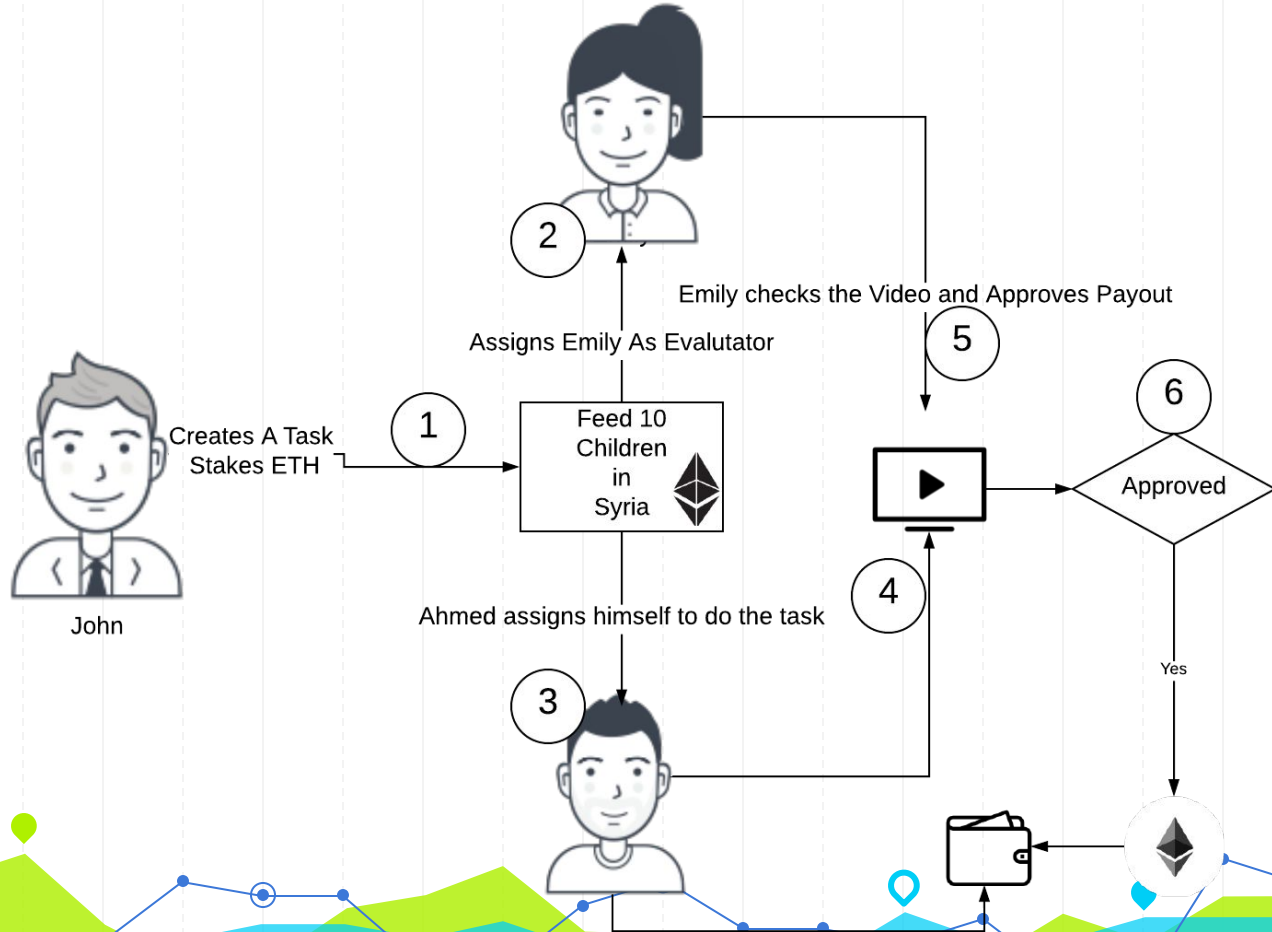 2
Emily checks the Video and Approves Payout
Assigns Emily As Evalutator
5
6
1
Creates A Task
Stakes ETH
Feed 10
Children
in
Syria
Approved
4
Ahmed assigns himself to do the task
John
Yes
3